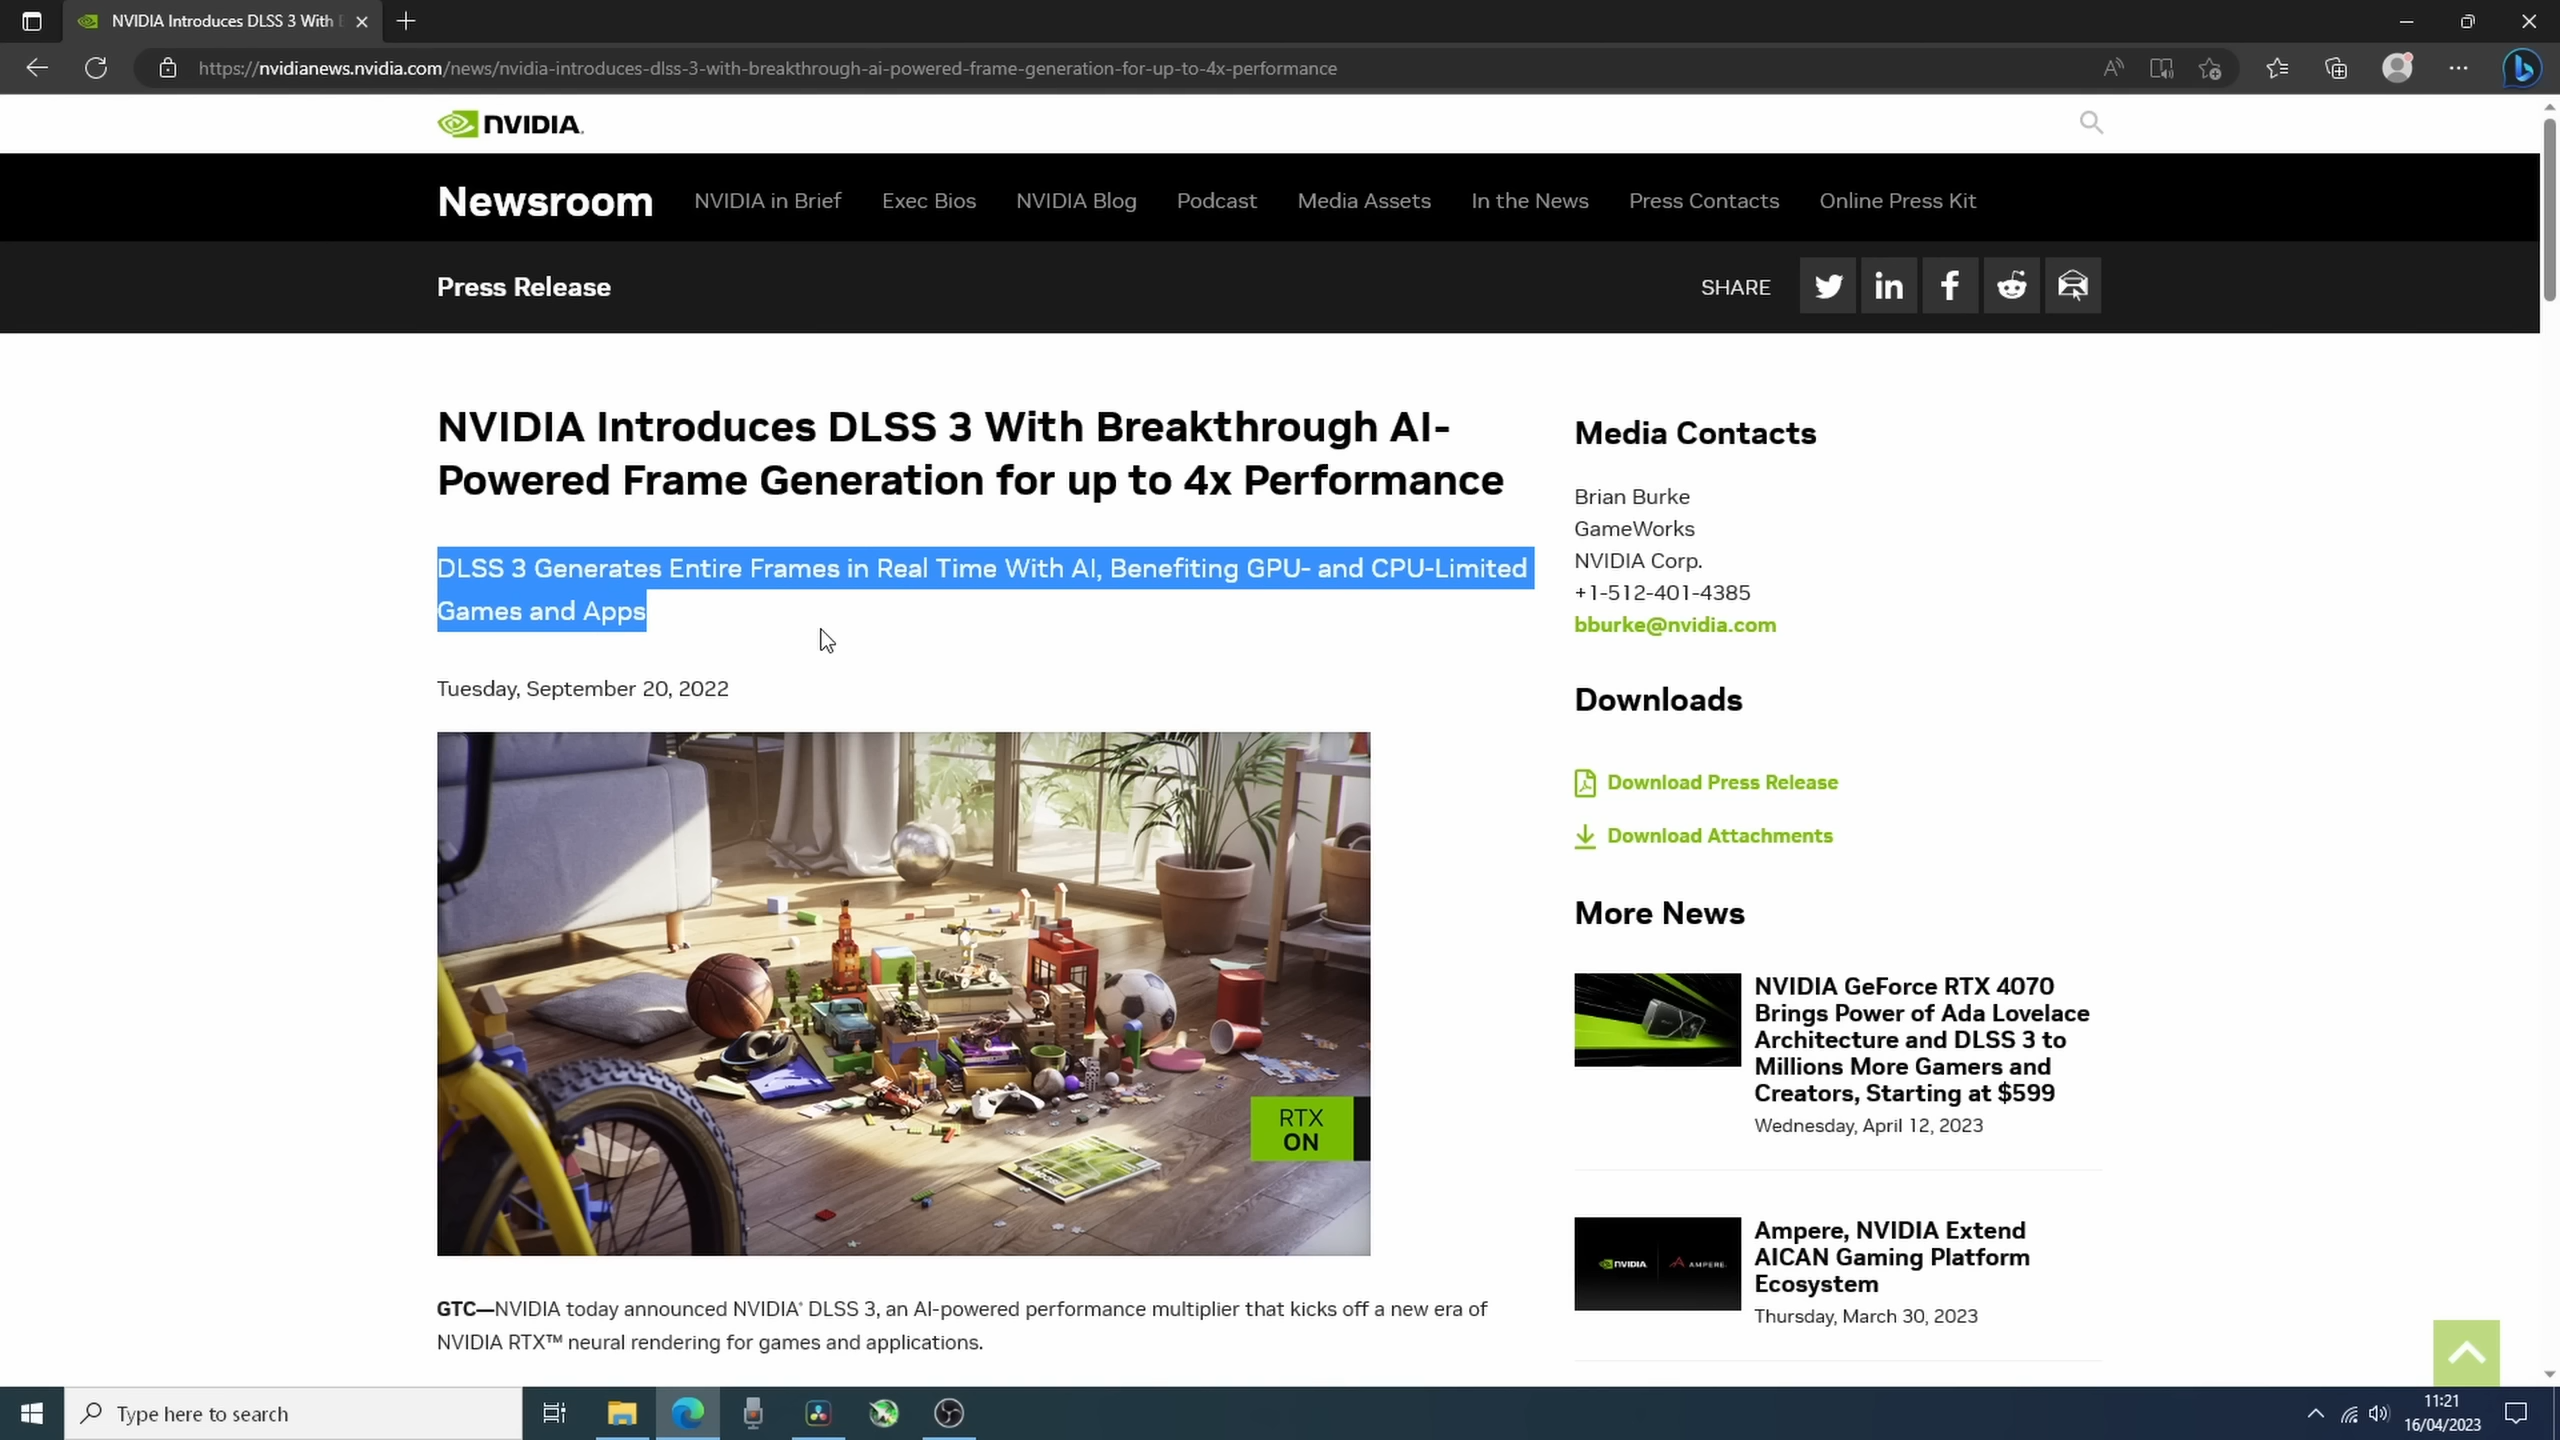 NVIDIA Introduces DLSS 3 With
https://nvidianews.nvidia.com/news/nvidia-introduces-dlss-3-with-breakthrough-ai-powered-frame-generation-for-up-to-4x-performance
NVIDIA.
Newsroom NVIDIA in Brief Exec Bios NVIDIA Blog Podcast Media Assets In the News Press Contacts Online Press Kit
Press Release
SHARE
NVIDIA Introduces DLSS 3 With Breakthrough AI-
Powered Frame Generation for up to 4x Performance
DLSS 3 Generates Entire Frames in Real Time With AI, Benefiting GPU- and CPU-Limited
Games and Apps
Tuesday, September 20, 2022
RTX
ON
GTC—NVIDIA today announced NVIDIA® DLSS 3, an AI-powered performance multiplier that kicks off a new era of
NVIDIA RTX™ neural rendering for games and applications.
Media Contacts
Brian Burke
GameWorks
NVIDIA Corp.
+1-512-401-4385
bburke@nvidia.com
Downloads
Download Press Release
Download Attachments
More News
NVIDIA GeForce RTX 4070
Brings Power of Ada Lovelace
Architecture and DLSS 3 to
Millions More Gamers and
Creators, Starting at $599
Wednesday, April 12, 2023
NVIDIA AMPERE
Ampere, NVIDIA Extend
AICAN Gaming Platform
Ecosystem
Thursday, March 30, 2023
Type here to search
11:21
16/04/2023